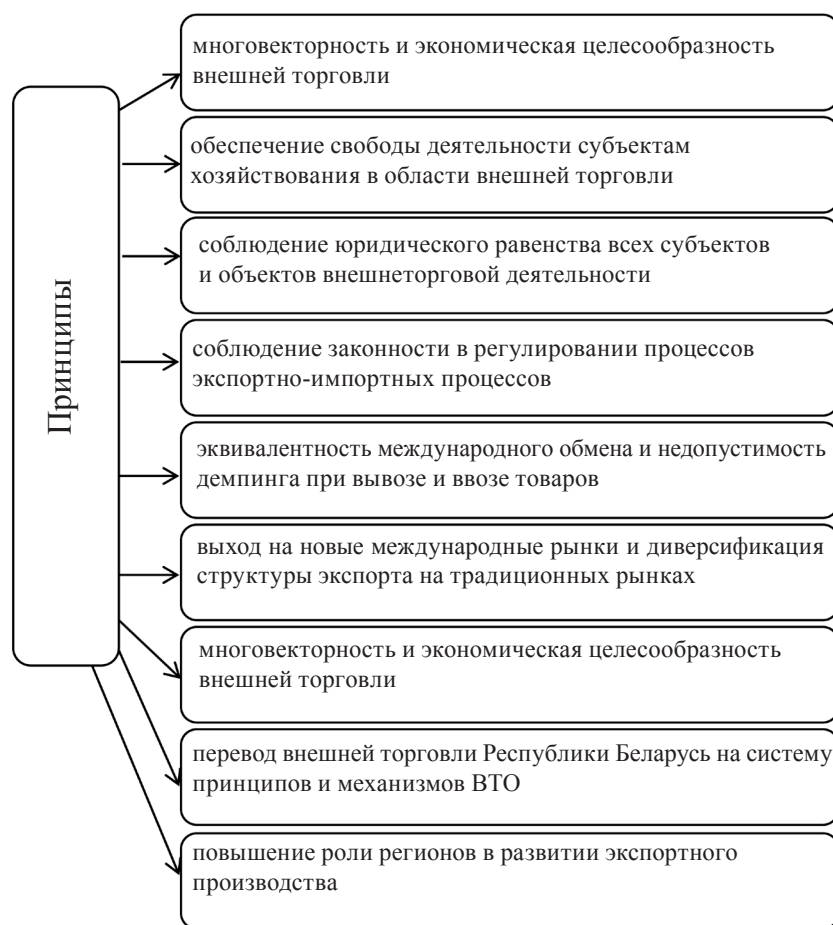 Принципы
многовекторность и экономическая целесообразность
внешней торговли
обеспечение свободы деятельности субъектам
хозяйствования в области внешней торговли
соблюдение юридического равенства всех субъектов
и объектов внешнеторговой деятельности
соблюдение законности в регулировании процессов
экспортно-импортных процессов
эквивалентность международного обмена и недопустимость
демпинга при вывозе и ввозе товаров
выход на новые международные рынки и диверсификация
структуры экспорта на традиционных рынках
многовекторность и экономическая целесообразность
внешней торговли
перевод внешней торговли Республики Беларусь на систему
принципов и механизмов ВТО
повышение роли регионов в развитии экспортного
производства